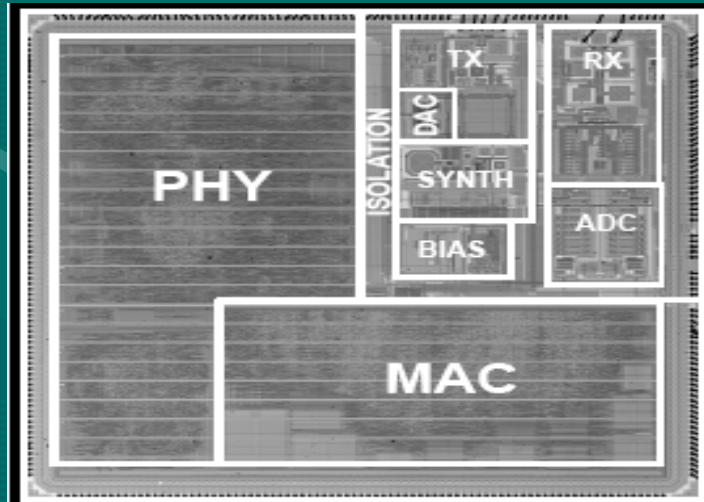 TX
RX
DAC
ISOLATION
PHY
SYNTH
ADC
BIAS
MAC